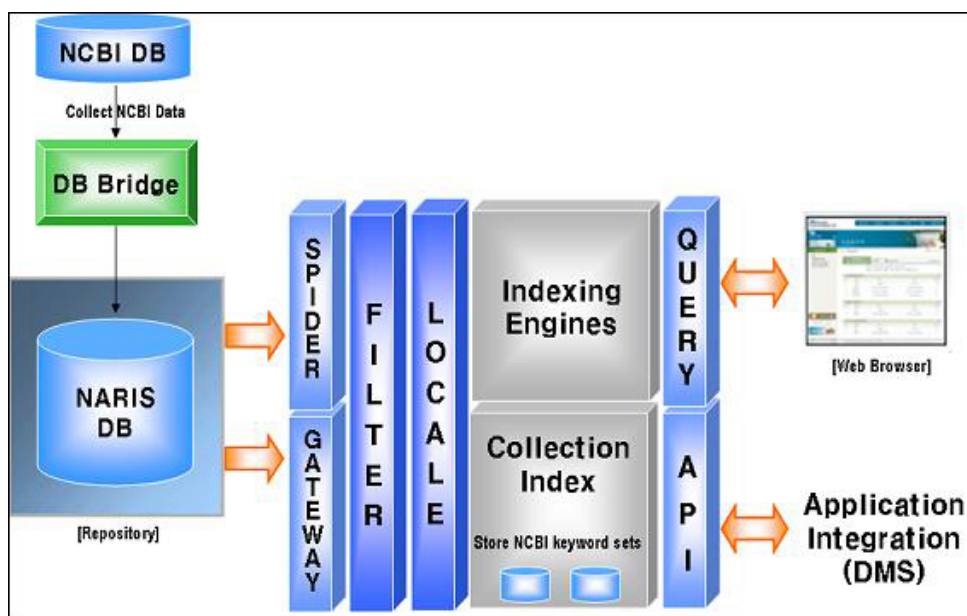 NCBI DB
Collect NCBI Data
DB Bridge
NARIS
DB
[Repository]
SPIDER
GATEWAY
FILTER
LOCALE
Indexing
Engines
Collection
Index
Store NCBI keyword sets
QUERY
API
[Web Browser]
Application
Integration
(DMS)